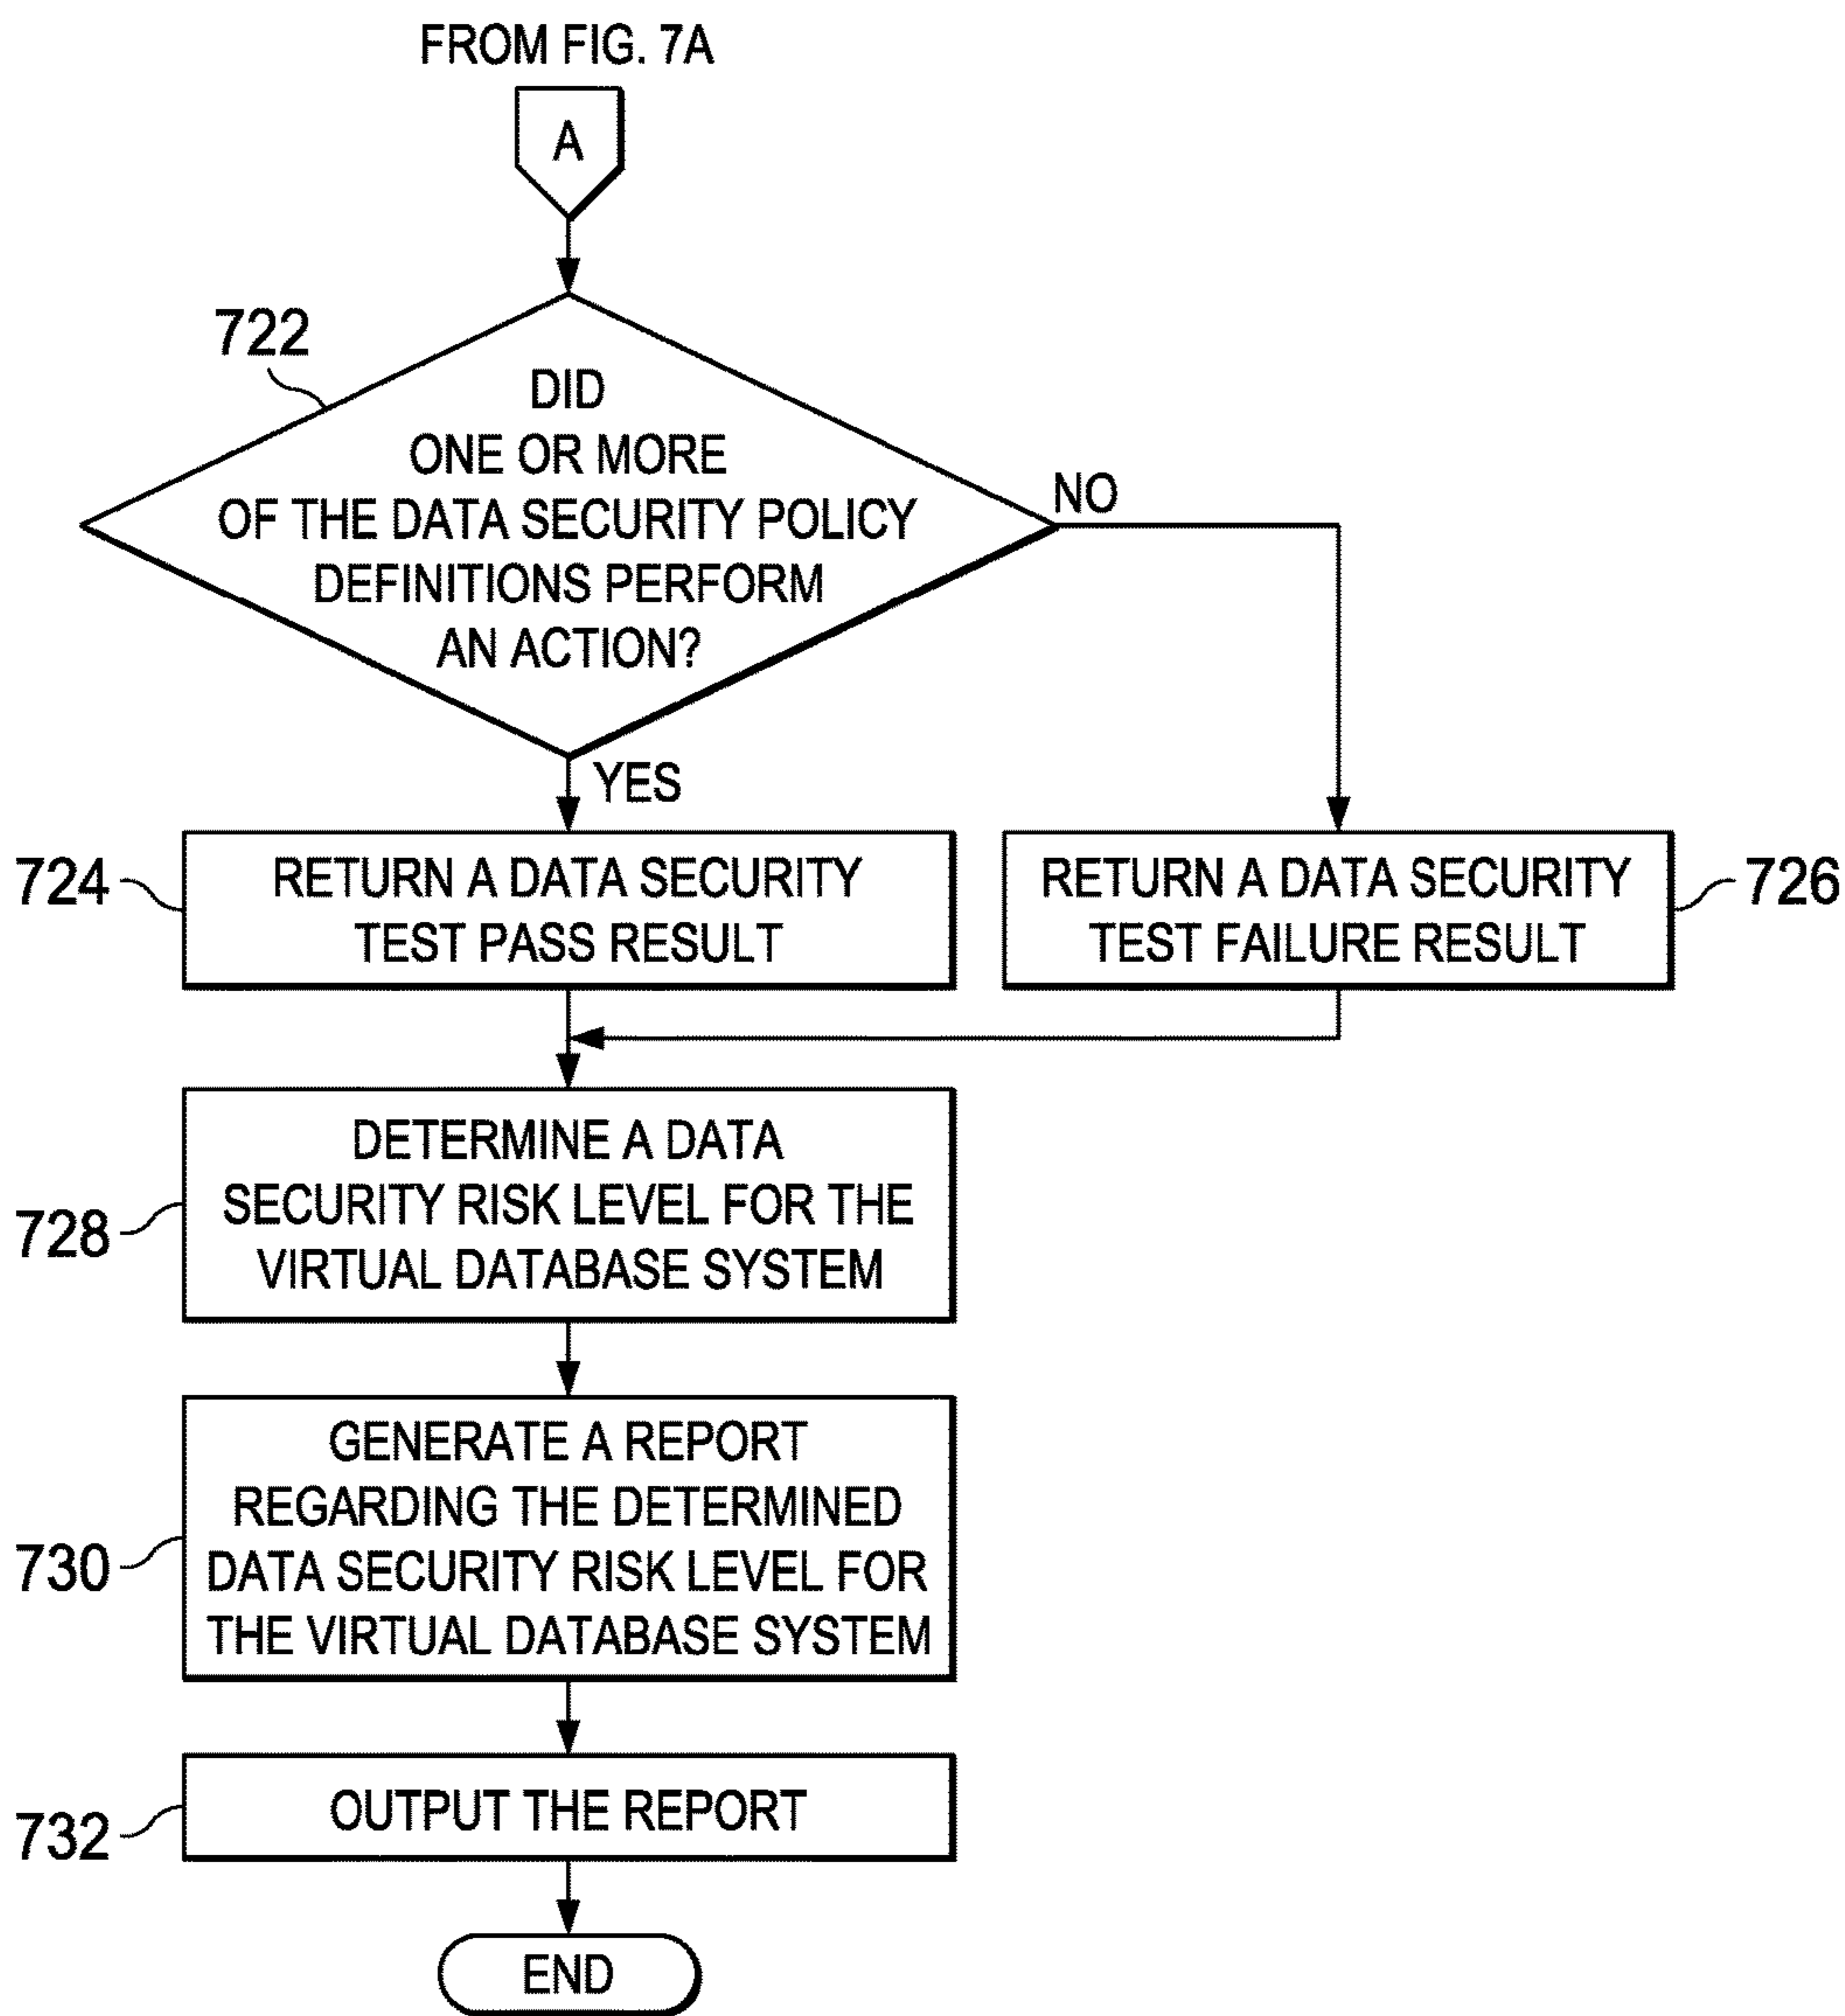 FROM FIG. 7A
A
722
DID
ONE OR MORE
OF THE DATA SECURITY POLICY
DEFINITIONS PERFORM
AN ACTION?
NO
YES
724
RETURN A DATA SECURITY
TEST PASS RESULT
RETURN A DATA SECURITY
TEST FAILURE RESULT
726
728
DETERMINE A DATA
SECURITY RISK LEVEL FOR THE
VIRTUAL DATABASE SYSTEM
730
GENERATE A REPORT
REGARDING THE DETERMINED
DATA SECURITY RISK LEVEL FOR
THE VIRTUAL DATABASE SYSTEM
732
OUTPUT THE REPORT
END